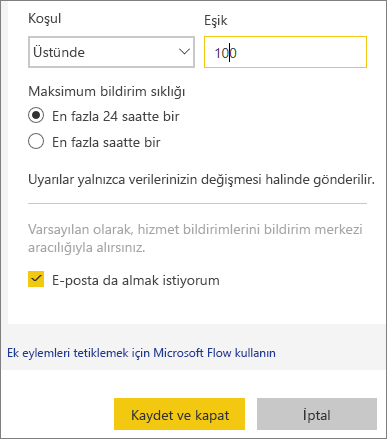 Koşul
Eşik
Üstünde
100
Maksimum bildirim sıklığı
En fazla 24 saatte bir
En fazla saatte bir
Uyarılar yalnızca verilerinizin değişmesi halinde gönderilir.
Varsayılan olarak, hizmet bildirimlerini bildirim merkezi
aracılığıyla alırsınız.
E-posta da almak istiyorum
Ek eylemleri tetiklemek için Microsoft Flow kullanın
Kaydet ve kapat
İptal